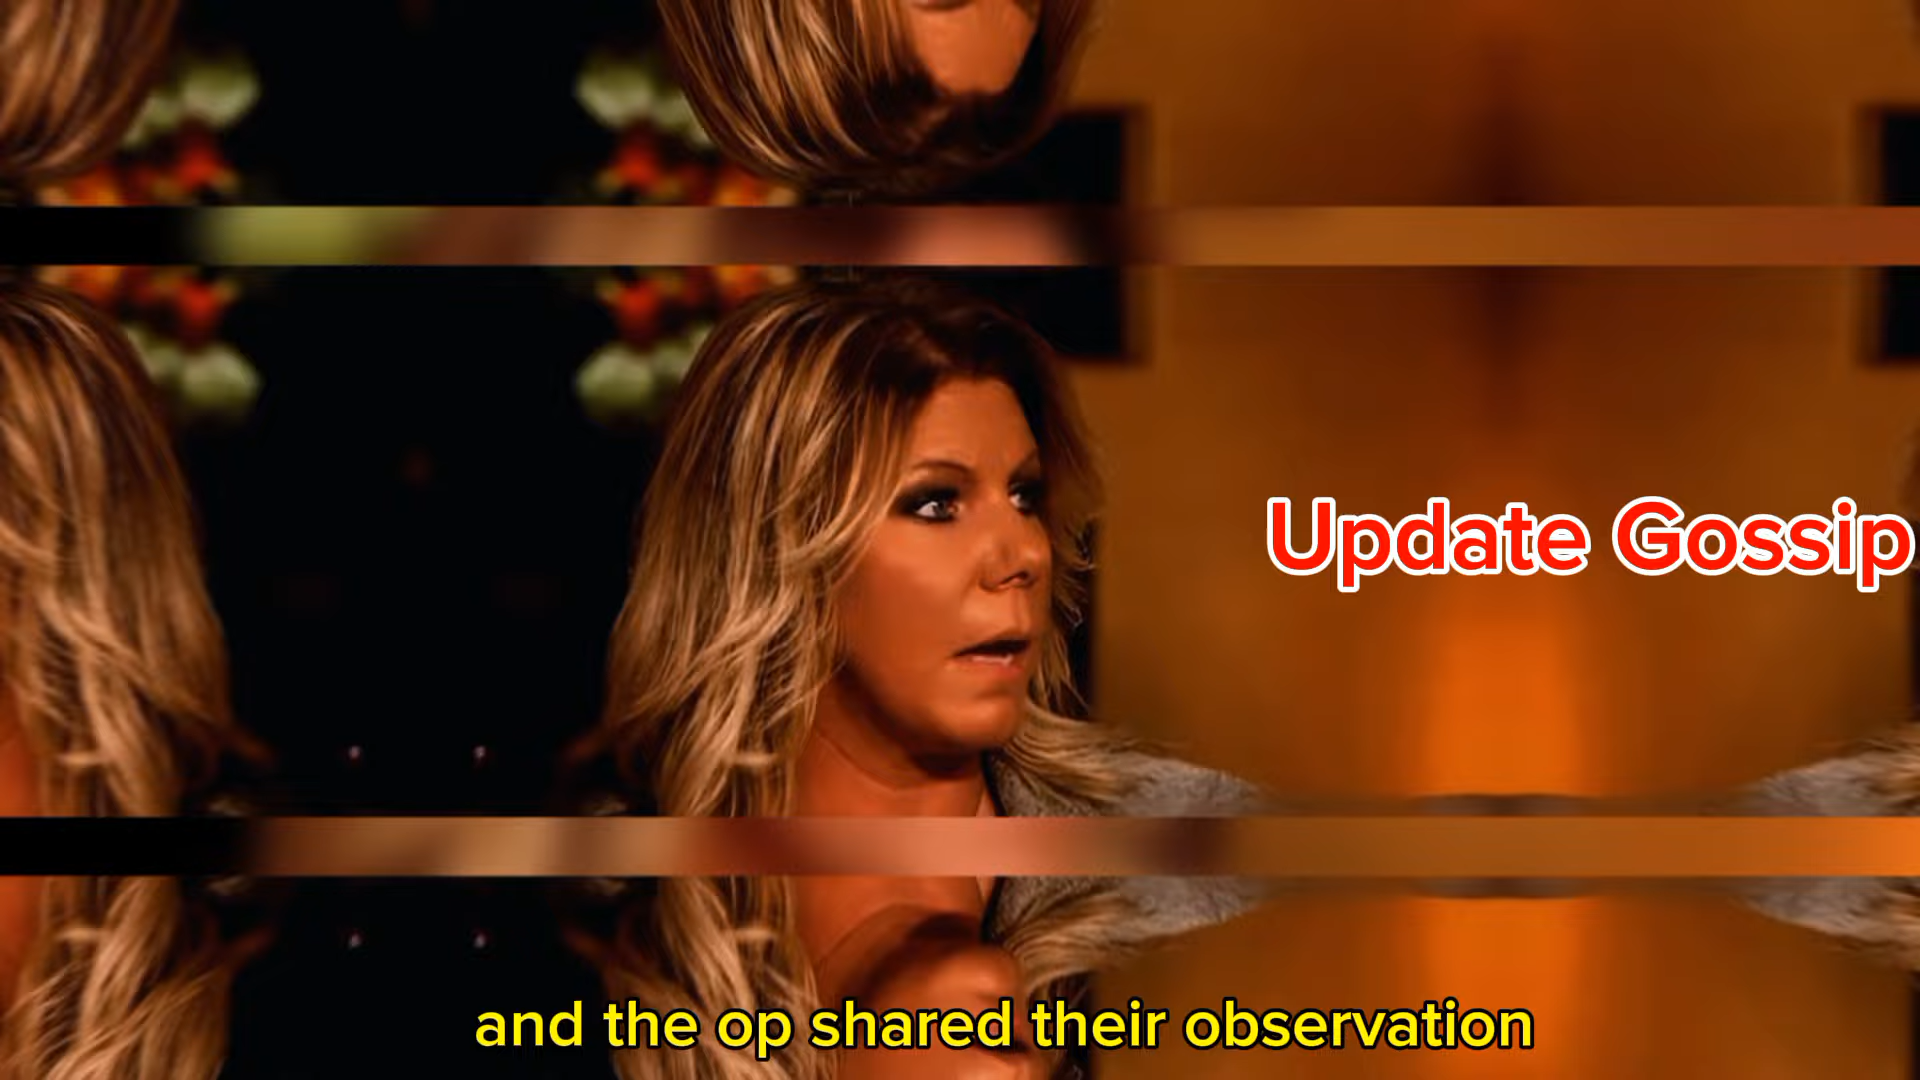 Update Gossip
and the op shared their observation